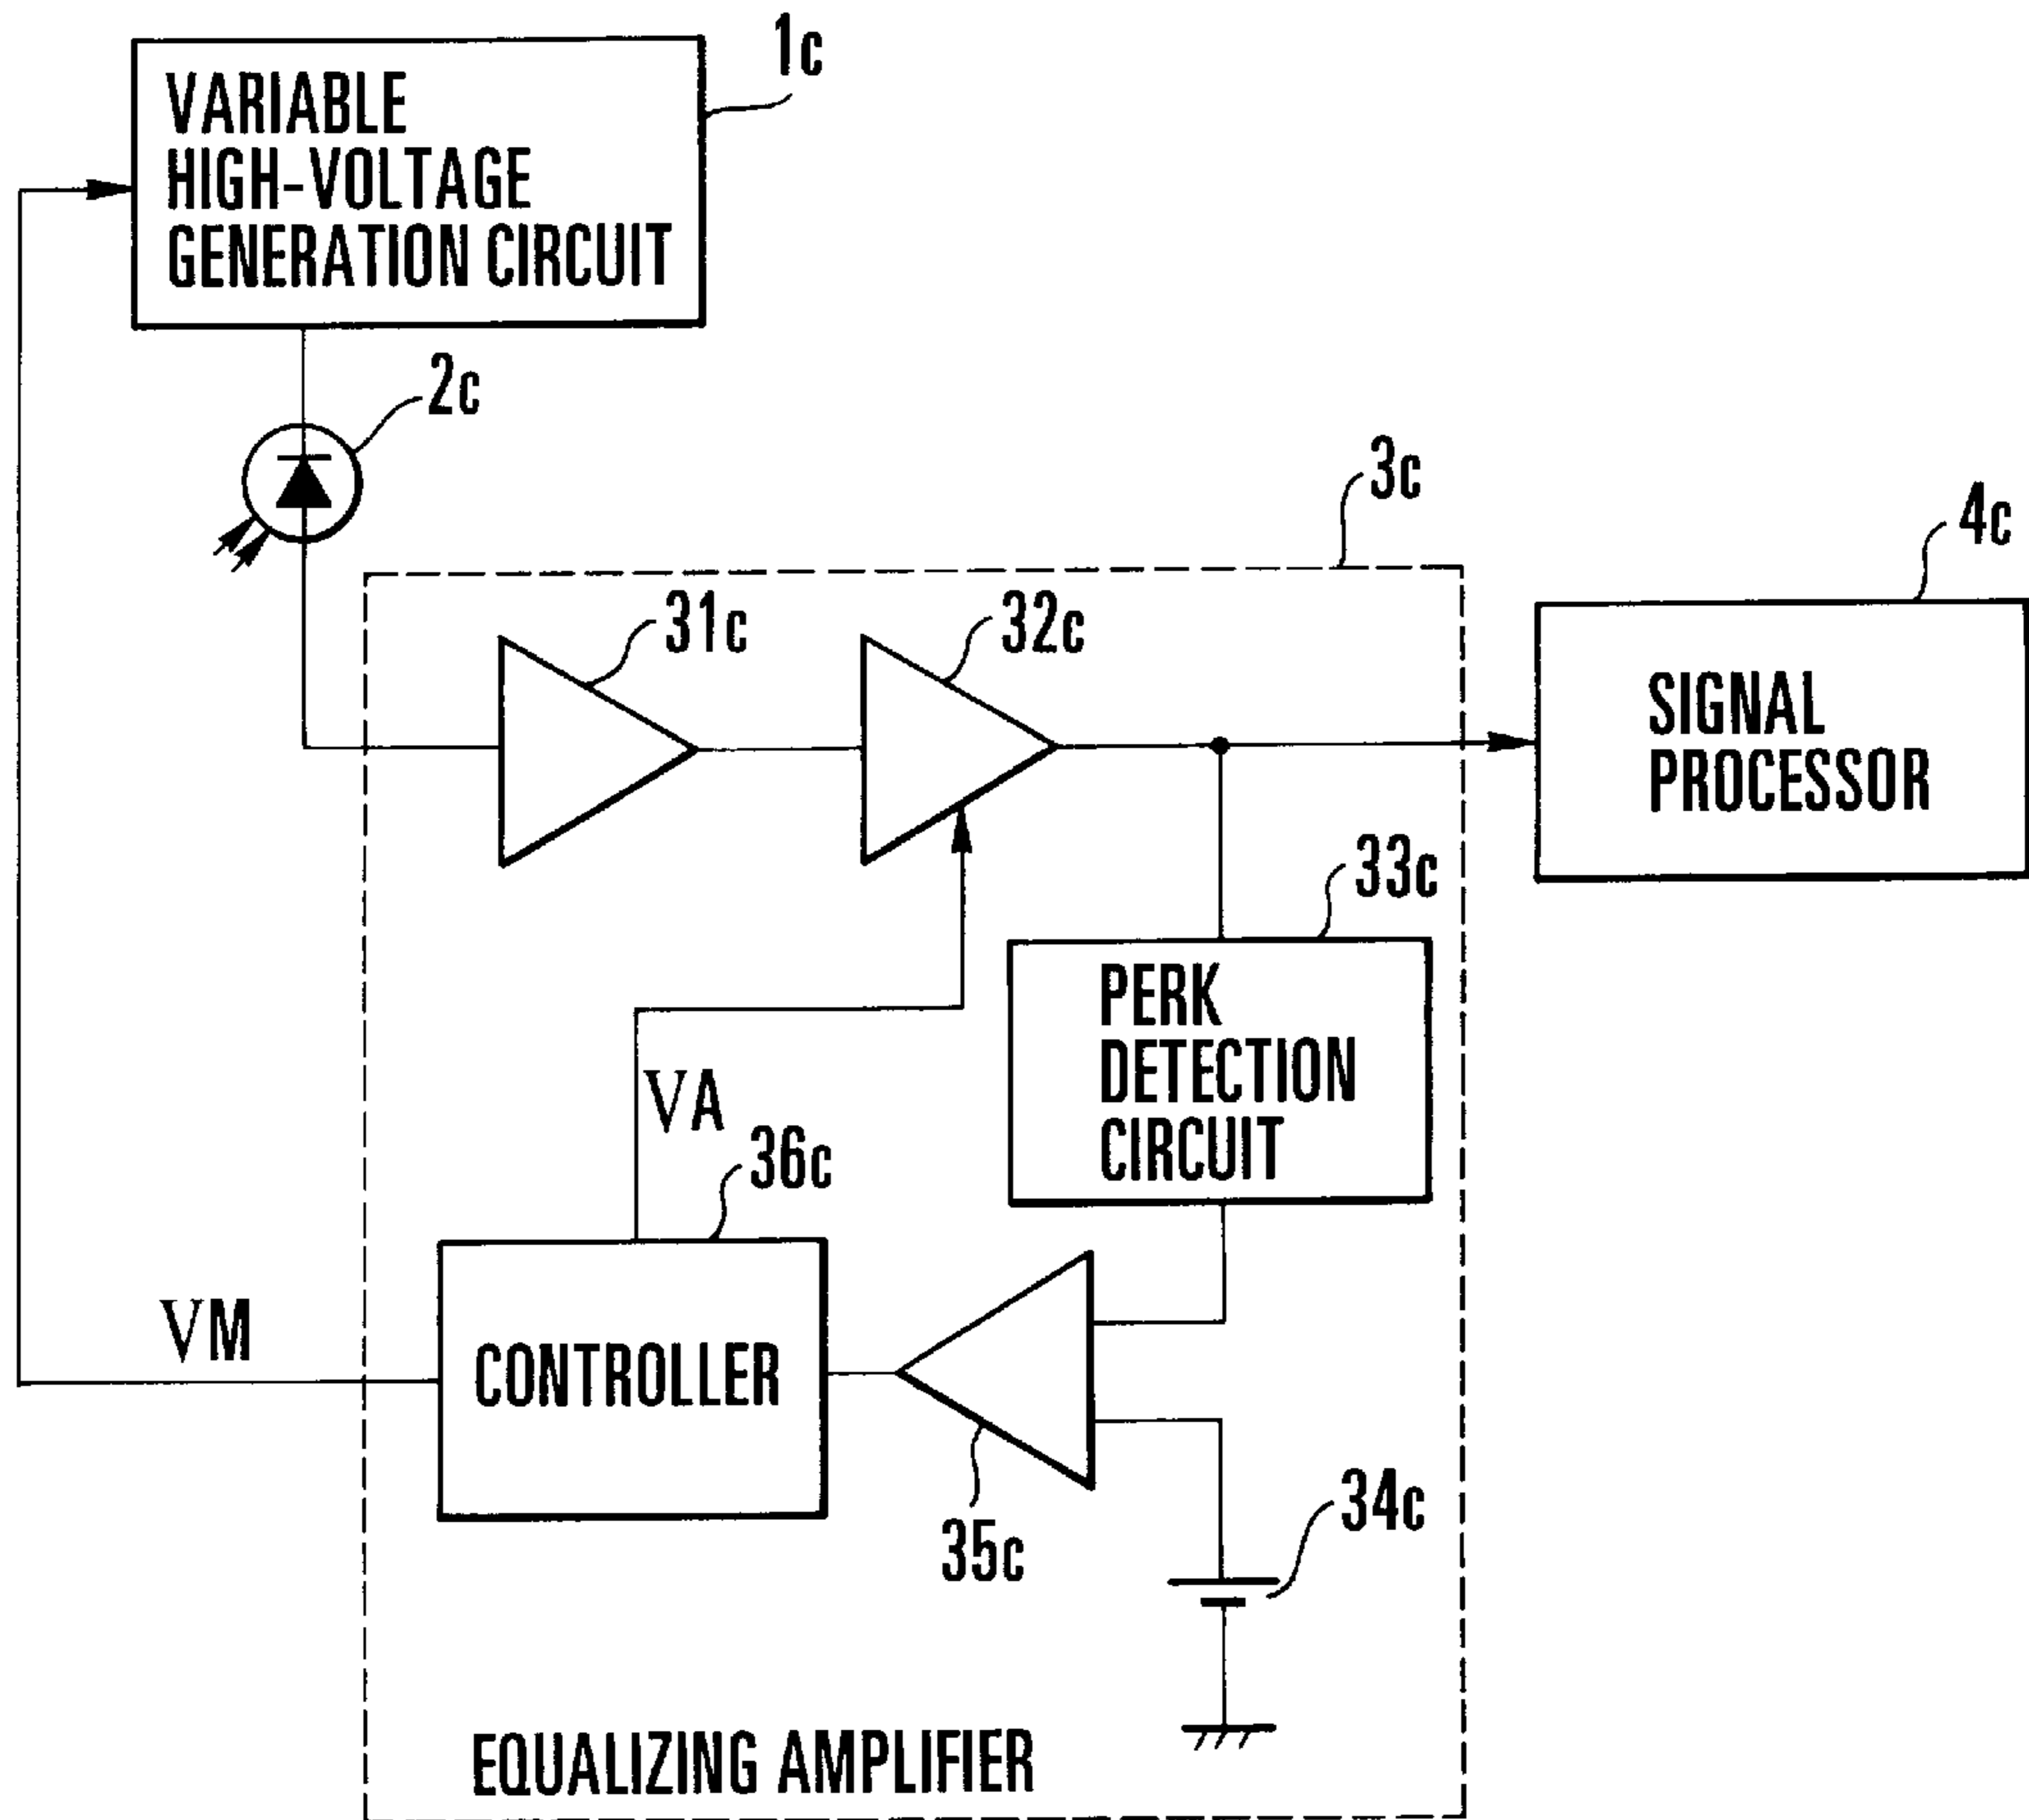 1c
VARIABLE
HIGH-VOLTAGE
GENERATION CIRCUIT
2c
3c
4c
31c
32c
SIGNAL
PROCESSOR
33c
PERK
DETECTION
CIRCUIT
VA
36c
VM
CONTROLLER
35c
34c
EQUALIZING AMPLIFIER